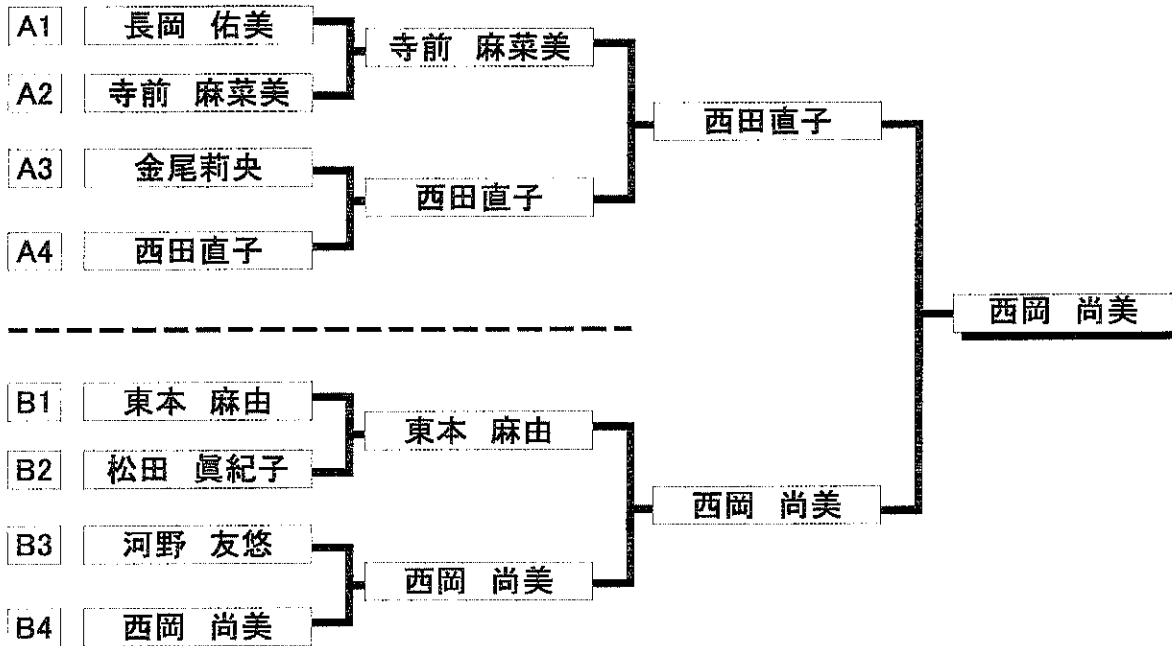 A1 長岡 佑美
寺前 麻菜美
A2 寺前 麻菜美
西田直子
A3 金尾莉央
西田直子
A4 西田直子
西岡 尚美
B1 東本 麻由
東本 麻由
B2 松田 眞紀子
西岡 尚美
B3 河野 友悠
西岡 尚美
B4 西岡 尚美